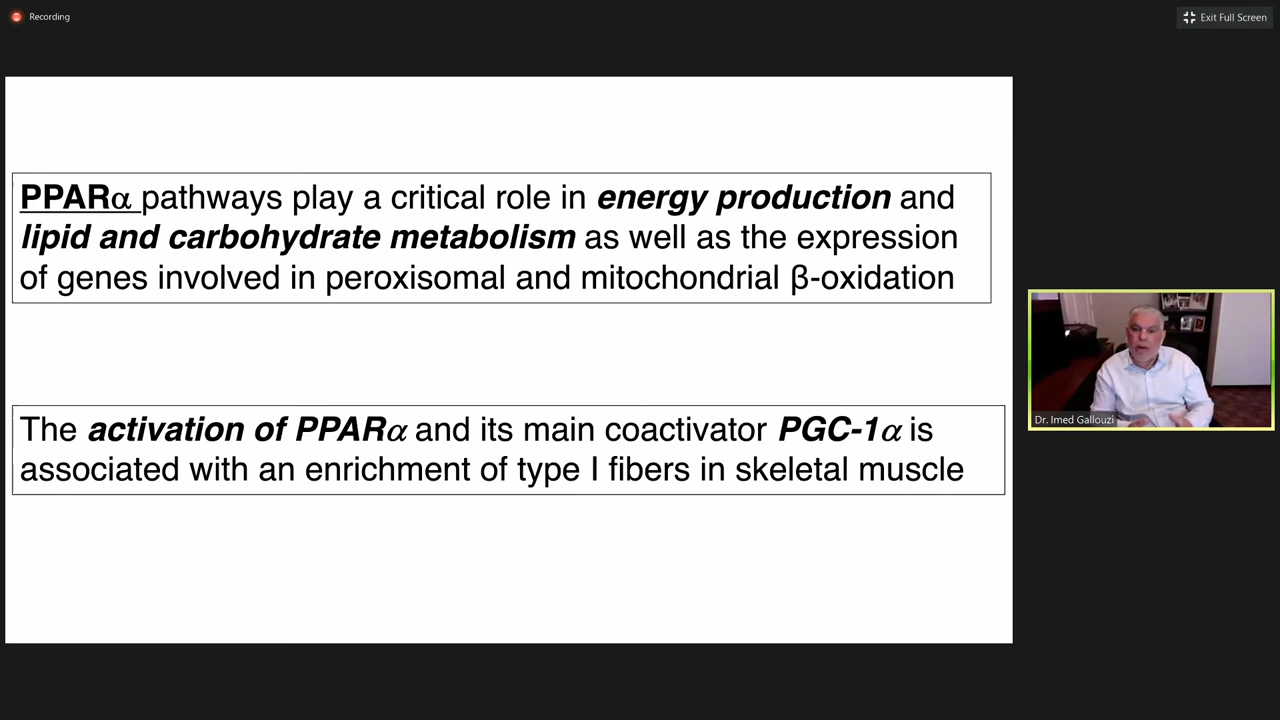 Recording
Exit Full Screen
PPARα pathways play a critical role in energy production and
lipid and carbohydrate metabolism as well as the expression
of genes involved in peroxisomal and mitochondrial β-oxidation
The activation of PPARα and its main coactivator PGC-1α is
associated with an enrichment of type I fibers in skeletal muscle
Dr. Imed Gallouzi